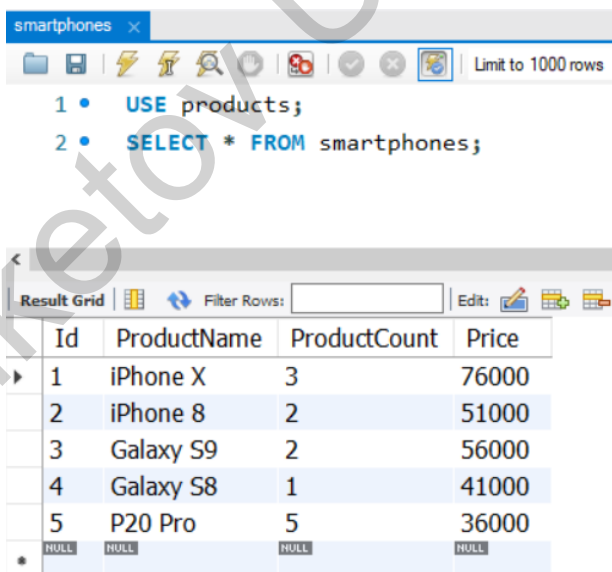 smartphones ×
Limit to 1000 rows
1 USE products;
2 SELECT * FROM smartphones;
<
Result Grid Filter Rows: Edit:
Id ProductName ProductCount Price
1 iPhone X 3 76000
2 iPhone 8 2 51000
3 Galaxy S9 2 56000
4 Galaxy S8 1 41000
5 P20 Pro 5 36000
NULL NULL NULL NULL
ketov U